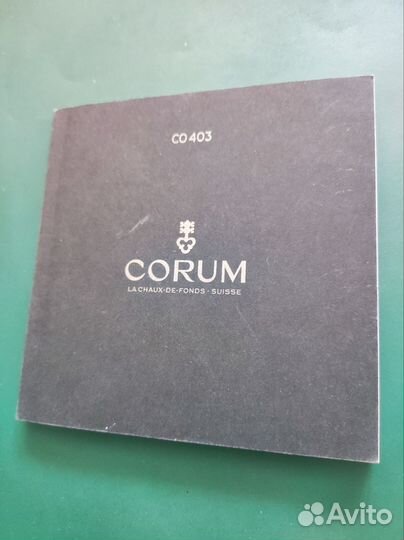 CO 403
CORUM
LA CHAUX-DE-FONDS · SUISSE
Avito